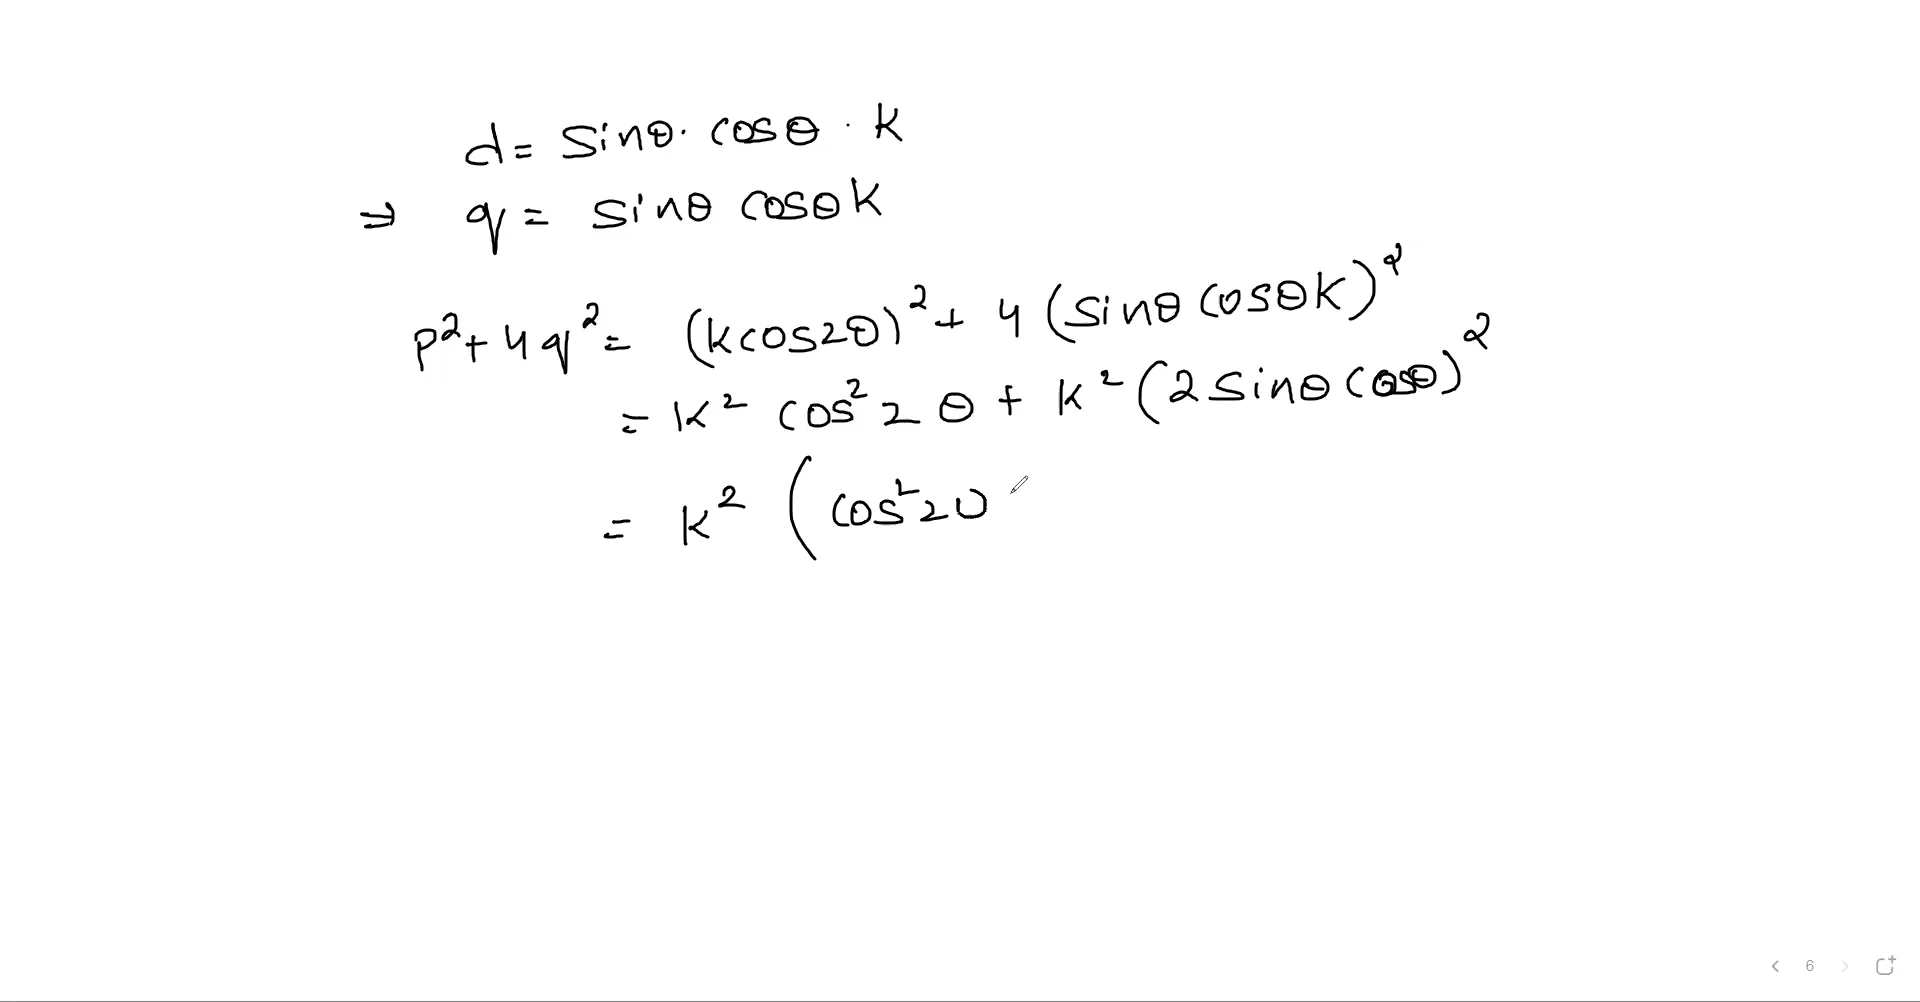 d = sinθ · cosθ · k
⇒ q = sinθ cosθ k
p² + 4q² = (k cos2θ)² + 4 (sinθ cosθ k)²
= k² cos² 2θ + k² (2 sinθ cosθ)²
= k² (cos² 20
6